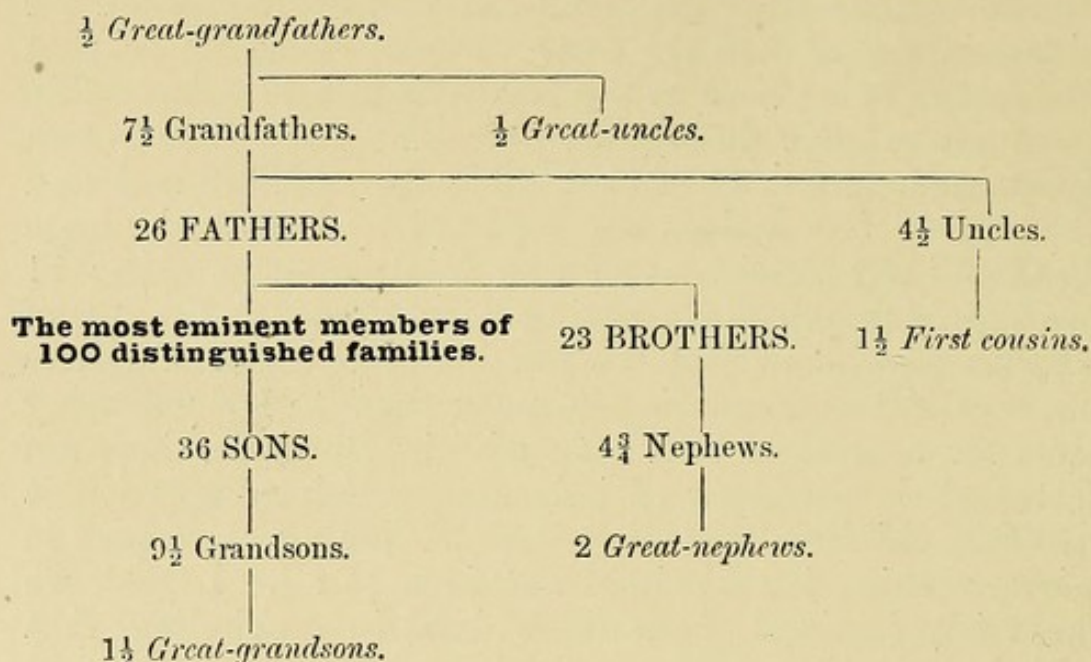 ½ Great-grandfathers.
7½ Grandfathers. ½ Great-uncles.
26 FATHERS. 4½ Uncles.
The most eminent members of
100 distinguished families.
23 BROTHERS. 1½ First cousins.
36 SONS. 4¾ Nephews.
9½ Grandsons. 2 Great-nephews.
1½ Great-grandsons.